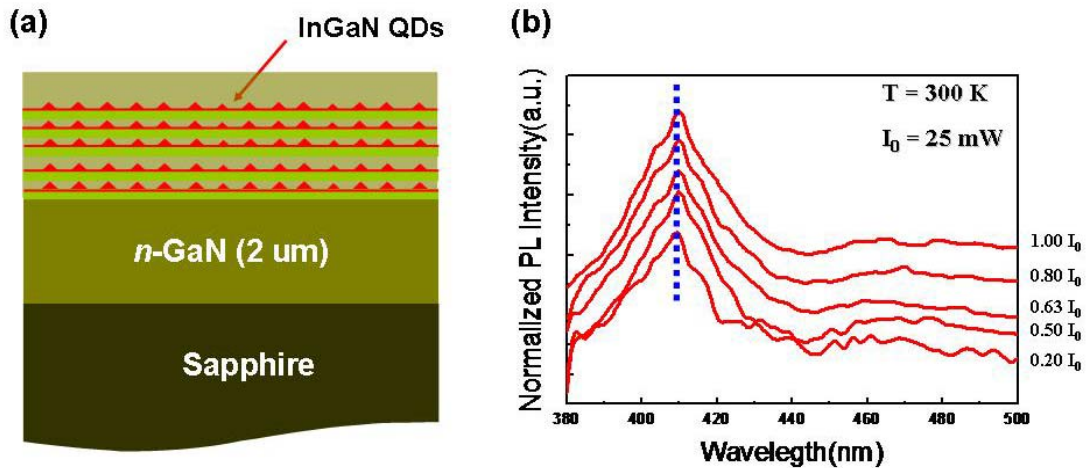 (a)
InGaN QDs
n-GaN (2 um)
Sapphire
(b)
Normalized PL Intensity(a.u.)
T = 300 K
I₀ = 25 mW
1.00 I₀
0.80 I₀
0.63 I₀
0.50 I₀
0.20 I₀
380 400 420 440 460 480 500
Wavelegth(nm)